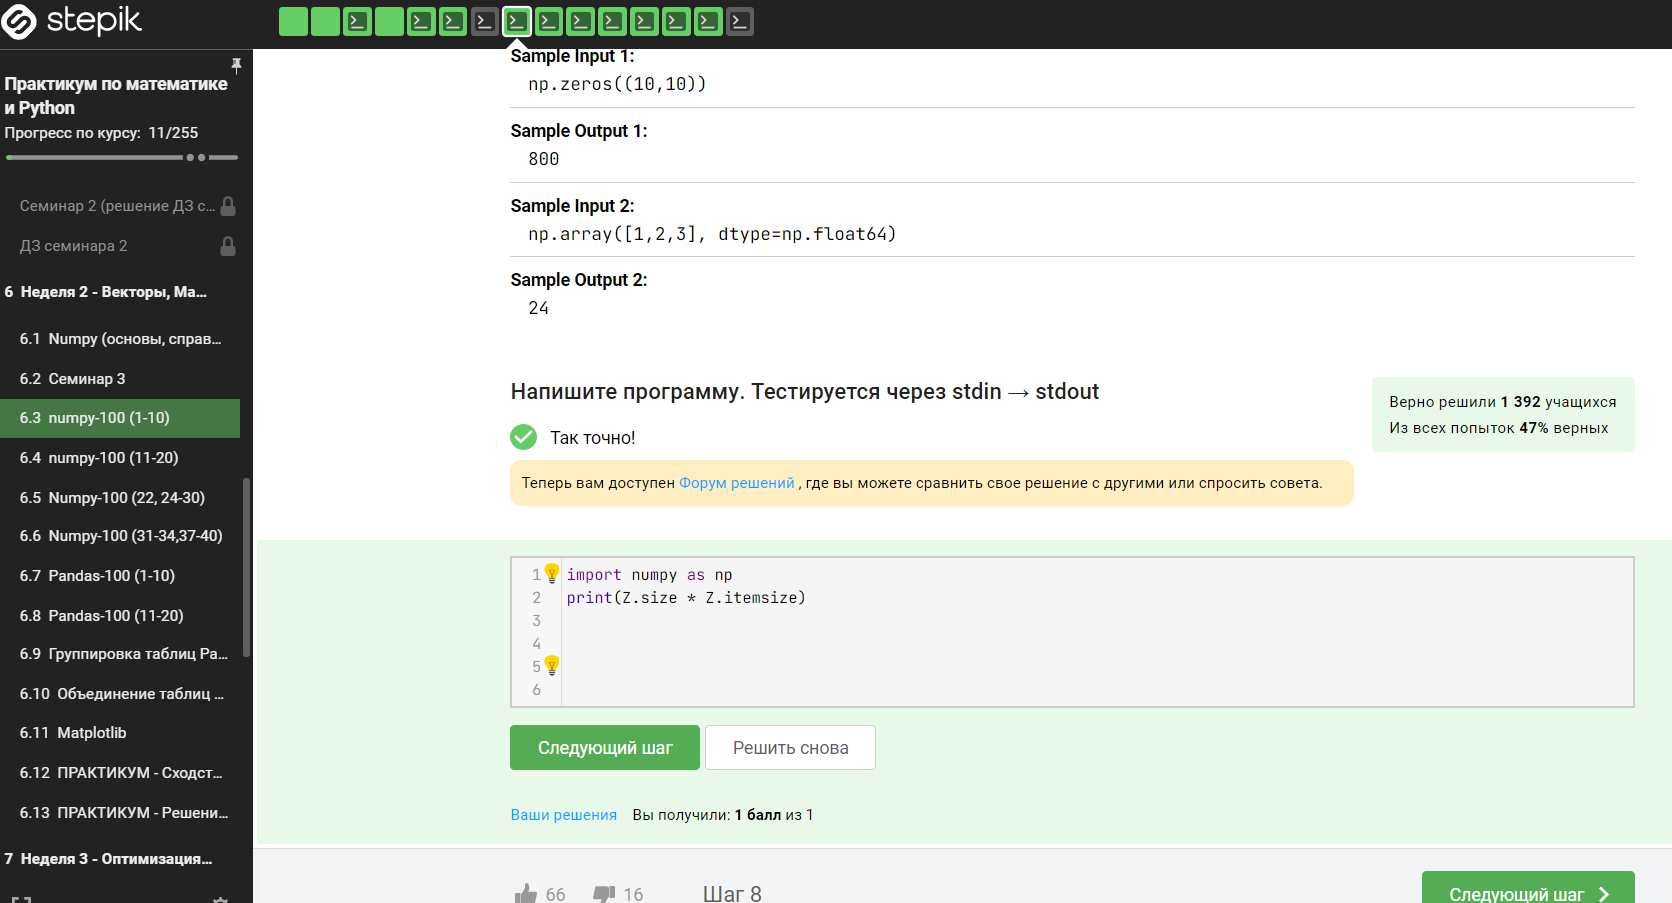 stepik
Практикум по математике
и Python
Прогресс по курсу: 11/255
Семинар 2 (решение ДЗ с...
ДЗ семинара 2
6 Неделя 2 - Векторы, Ма...
6.1 Numpy (основы, справ...
6.2 Семинар 3
6.3 numpy-100 (1-10)
6.4 numpy-100 (11-20)
6.5 Numpy-100 (22, 24-30)
6.6 Numpy-100 (31-34,37-40)
6.7 Pandas-100 (1-10)
6.8 Pandas-100 (11-20)
6.9 Группировка таблиц Pa...
6.10 Объединение таблиц ...
6.11 Matplotlib
6.12 ПРАКТИКУМ - Сходст...
6.13 ПРАКТИКУМ - Решени...
7 Неделя 3 - Оптимизация...
Sample Input 1:
np.zeros((10,10))
Sample Output 1:
800
Sample Input 2:
np.array([1,2,3], dtype=np.float64)
Sample Output 2:
24
Напишите программу. Тестируется через stdin → stdout
Верно решили 1 392 учащихся
Из всех попыток 47% верных
Так точно!
Теперь вам доступен Форум решений , где вы можете сравнить свое решение с другими или спросить совета.
1 import numpy as np
2 print(Z.size * Z.itemsize)
3
4
5
6
Следующий шаг
Решить снова
Ваши решения Вы получили: 1 балл из 1
66 16 Шаг 8
Следующий шаг